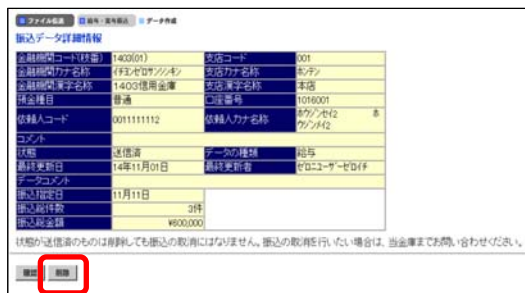 ファイル伝送 給与・賞与振込 データ作成
振込データ詳細情報
金融機関コード(枝番) 1403(01) 支店コード 001
金融機関カナ名称 イチヨンゼロサンシンキン 支店カナ名称 ホンテン
金融機関漢字名称 1403信用金庫 支店漢字名称 本店
預金種目 普通 口座番号 1016001
依頼人コード 0011111112 依頼人カナ名称
コメント
状態 送信済 データの種類 給与
最終更新日 14年11月01日 最終更新者 ゼロニユーザーゼロイチ
データコメント
振込指定日 11月11日
振込総件数 3件
振込総金額 ¥600,000
状態が送信済のものは削除しても振込の取消にはなりません。振込の取消を行いたい場合は、当金庫までお問い合わせください。
確認 削除